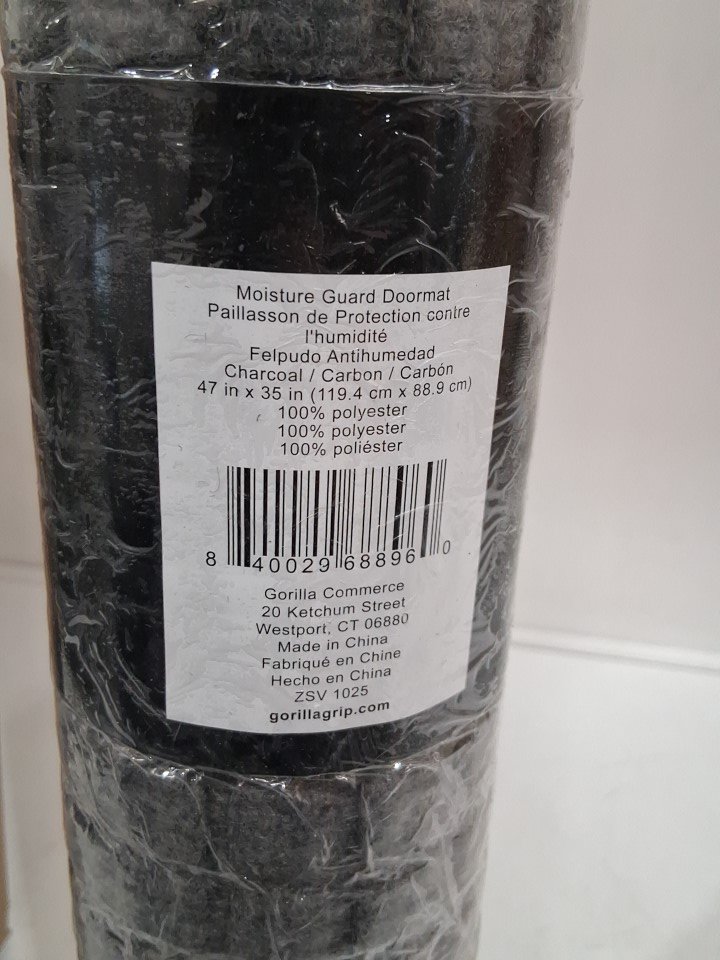 Moisture Guard Doormat
Paillasson de Protection contre
l'humidité
Felpudo Antihumedad
Charcoal / Carbon / Carbón
47 in x 35 in (119.4 cm x 88.9 cm)
100% polyester
100% polyester
100% poliéster
8 40029 68896 0
Gorilla Commerce
20 Ketchum Street
Westport, CT 06880
Made in China
Fabriqué en Chine
Hecho en China
ZSV 1025
gorillagrip.com